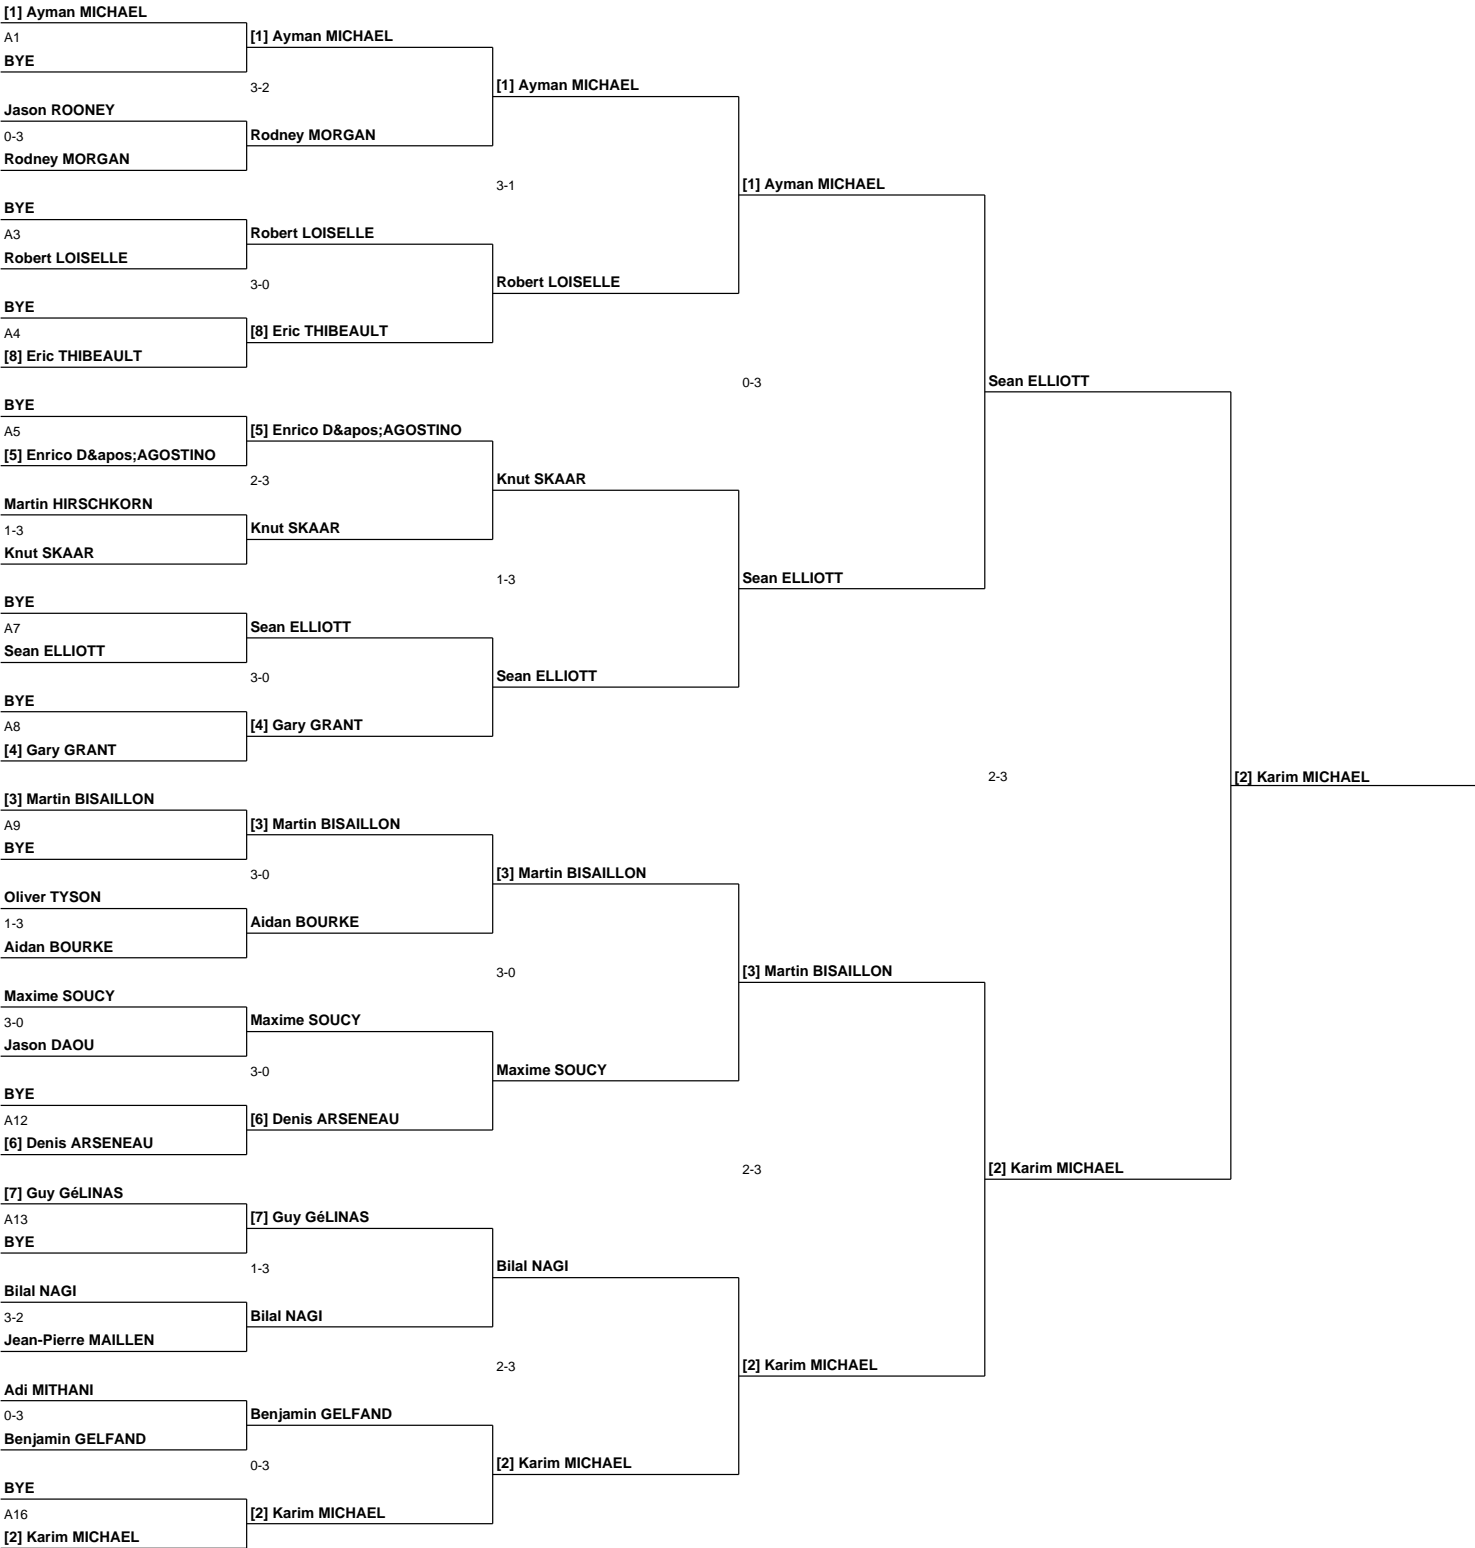 [1] Ayman MICHAEL
A1
BYE
Jason ROONEY
0-3
Rodney MORGAN
BYE
A3
Robert LOISELLE
BYE
A4
[8] Eric THIBEAULT
BYE
A5
[5] Enrico D&apos;AGOSTINO
Martin HIRSCHKORN
1-3
Knut SKAAR
BYE
A7
Sean ELLIOTT
BYE
A8
[4] Gary GRANT
[3] Martin BISAILLON
A9
BYE
Oliver TYSON
1-3
Aidan BOURKE
Maxime SOUCY
3-0
Jason DAOU
BYE
A12
[6] Denis ARSENEAU
[7] Guy GéLINAS
A13
BYE
Bilal NAGI
3-2
Jean-Pierre MAILLEN
Adi MITHANI
0-3
Benjamin GELFAND
BYE
A16
[2] Karim MICHAEL
[1] Ayman MICHAEL
3-2
Rodney MORGAN
Robert LOISELLE
3-0
[8] Eric THIBEAULT
[5] Enrico D&apos;AGOSTINO
2-3
Knut SKAAR
Sean ELLIOTT
3-0
[4] Gary GRANT
[3] Martin BISAILLON
3-0
Aidan BOURKE
Maxime SOUCY
3-0
[6] Denis ARSENEAU
[7] Guy GéLINAS
1-3
Bilal NAGI
Benjamin GELFAND
0-3
[2] Karim MICHAEL
[1] Ayman MICHAEL
3-1
Robert LOISELLE
Knut SKAAR
1-3
Sean ELLIOTT
[3] Martin BISAILLON
3-0
Maxime SOUCY
Bilal NAGI
2-3
[2] Karim MICHAEL
[1] Ayman MICHAEL
0-3
Sean ELLIOTT
[3] Martin BISAILLON
2-3
[2] Karim MICHAEL
Sean ELLIOTT
2-3
[2] Karim MICHAEL
[2] Karim MICHAEL